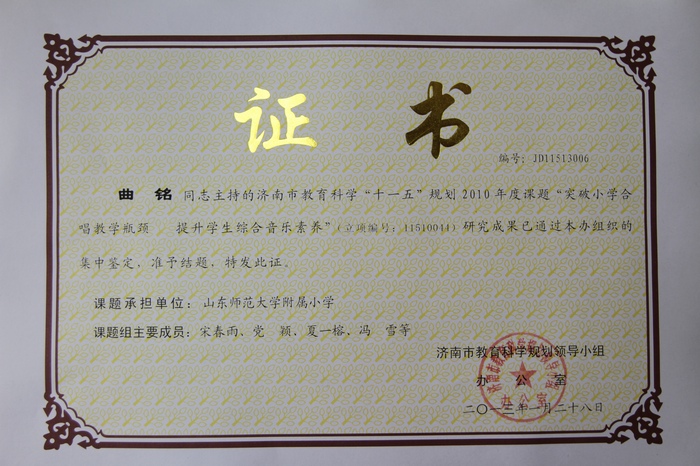 证 书
编号：JD11513006
曲 铭 同志主持的济南市教育科学“十一五”规划2010年度课题“突破小学合
唱教学瓶颈 提升学生综合音乐素养”（立项编号：11510044）研究成果已通过本办组织的
集中鉴定，准予结题，特发此证。
课题承担单位：山东师范大学附属小学
课题组主要成员：宋春雨、党 颖、夏一榕、冯 雪等
济南市教育科学规划领导小组
办 公 室
二〇一三年一月二十八日
办公室